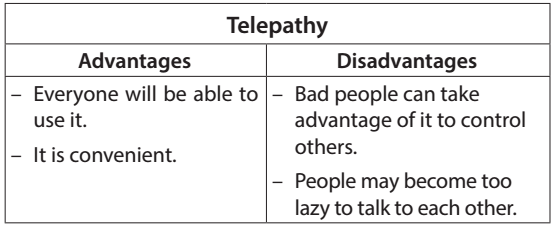 Telepathy
Advantages
Disadvantages
– Everyone will be able to
use it.
– It is convenient.
– Bad people can take
advantage of it to control
others.
– People may become too
lazy to talk to each other.